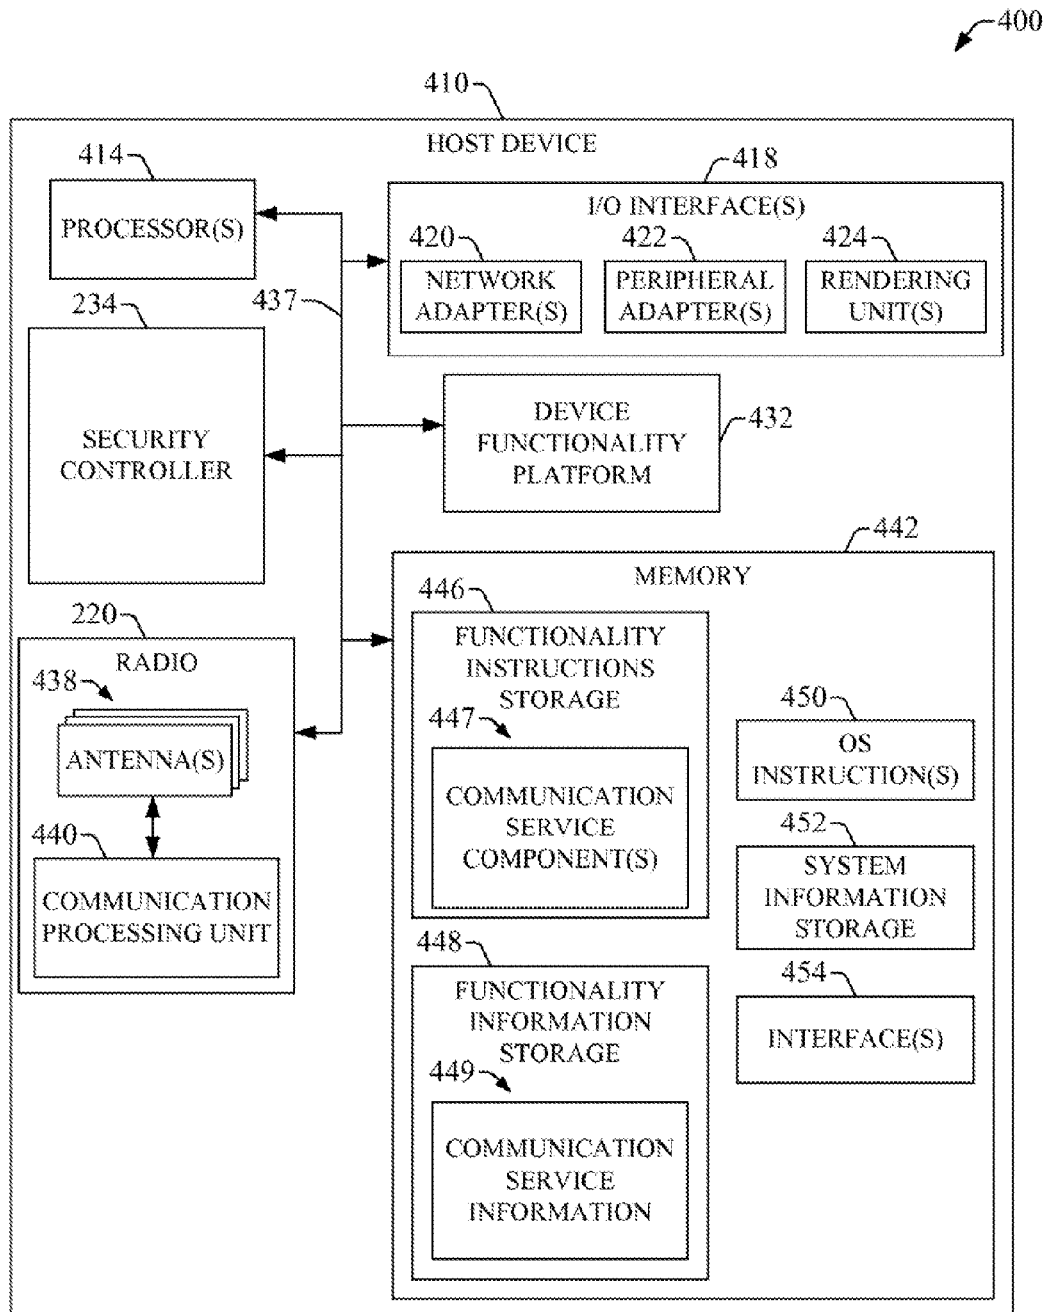 400
410
HOST DEVICE
414
PROCESSOR(S)
418
I/O INTERFACE(S)
420
NETWORK
ADAPTER(S)
422
PERIPHERAL
ADAPTER(S)
424
RENDERING
UNIT(S)
437
234
SECURITY
CONTROLLER
DEVICE
FUNCTIONALITY
PLATFORM
432
220
RADIO
438
ANTENNA(S)
440
COMMUNICATION
PROCESSING UNIT
442
MEMORY
446
FUNCTIONALITY
INSTRUCTIONS
STORAGE
447
COMMUNICATION
SERVICE
COMPONENT(S)
448
FUNCTIONALITY
INFORMATION
STORAGE
449
COMMUNICATION
SERVICE
INFORMATION
450
OS
INSTRUCTION(S)
452
SYSTEM
INFORMATION
STORAGE
454
INTERFACE(S)